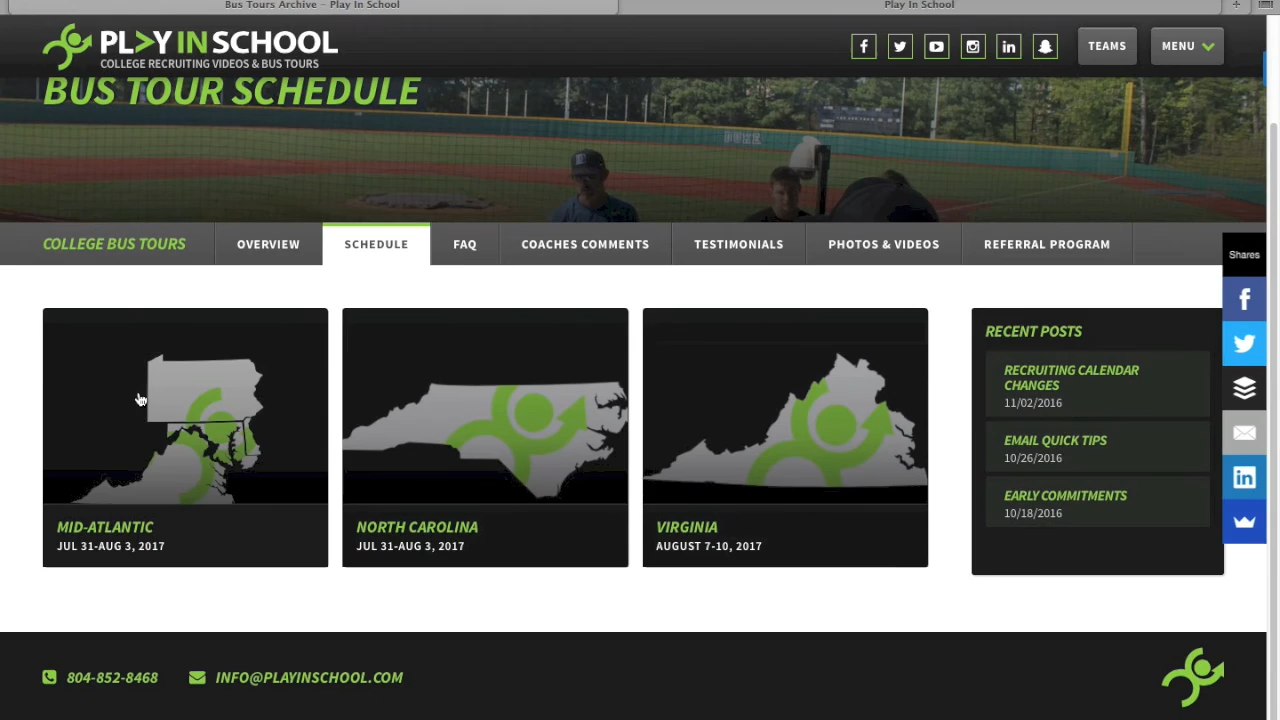 Bus Tours Archive – Play In School
Play In School
PLAY IN SCHOOL
COLLEGE RECRUITING VIDEOS & BUS TOURS
TEAMS
MENU
BUS TOUR SCHEDULE
DUKE
COLLEGE BUS TOURS
OVERVIEW
SCHEDULE
FAQ
COACHES COMMENTS
TESTIMONIALS
PHOTOS & VIDEOS
REFERRAL PROGRAM
Shares
MID-ATLANTIC
JUL 31-AUG 3, 2017
NORTH CAROLINA
JUL 31-AUG 3, 2017
VIRGINIA
AUGUST 7-10, 2017
RECENT POSTS
RECRUITING CALENDAR
CHANGES
11/02/2016
EMAIL QUICK TIPS
10/26/2016
EARLY COMMITMENTS
10/18/2016
804-852-8468
INFO@PLAYINSCHOOL.COM